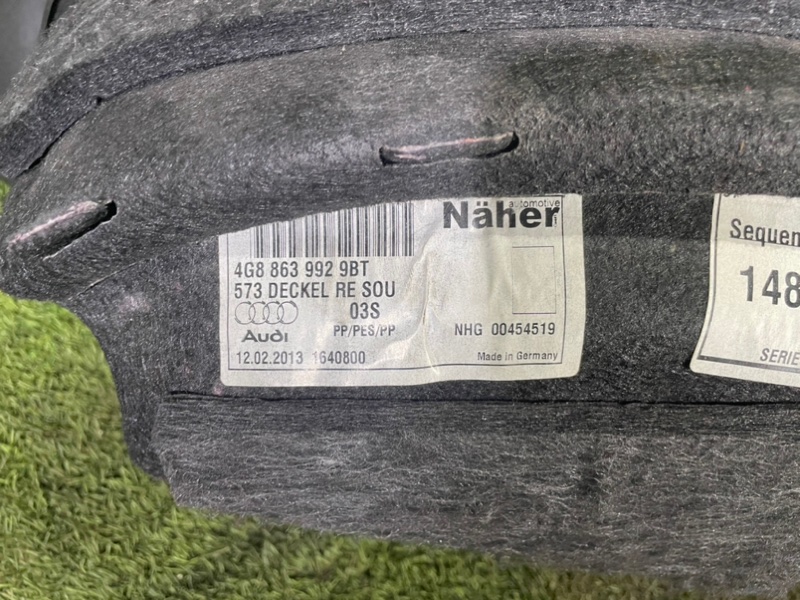 automotive
Näher
4G8 863 992 9BT
573 DECKEL RE SOU
03S
Audi
PP/PES/PP
NHG 00454519
12.02.2013 1640800
Made in Germany
148
SERIE